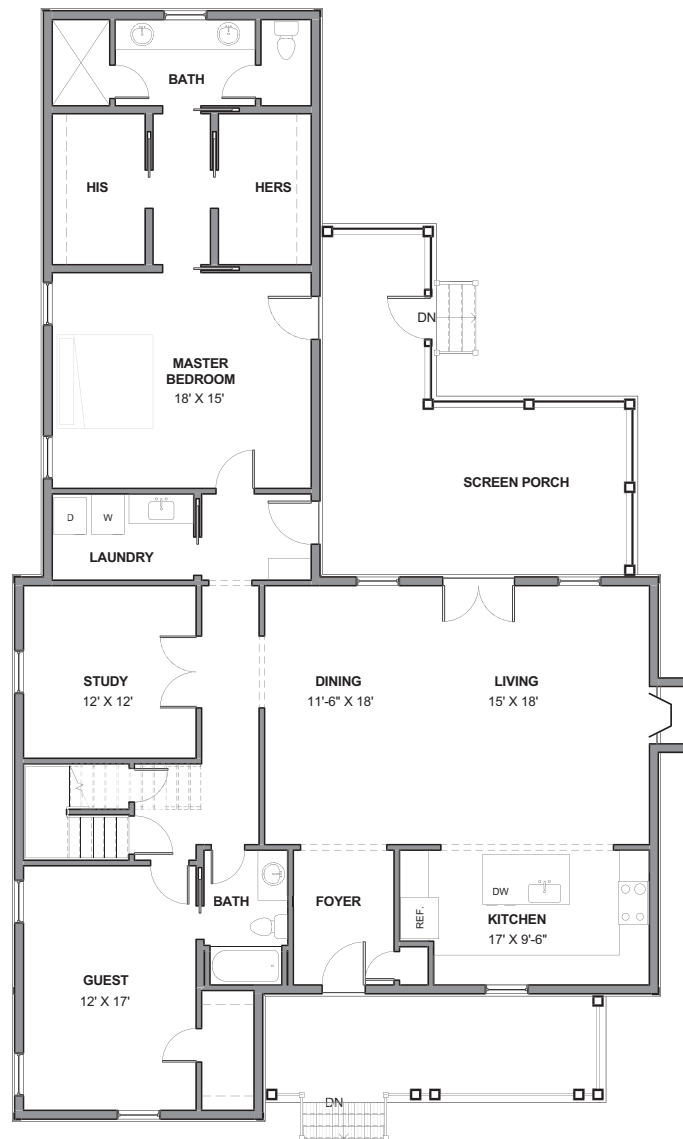 BATH
HIS
HERS
DN
MASTER
BEDROOM
18' X 15'
SCREEN PORCH
D
W
LAUNDRY
STUDY
12' X 12'
DINING
11'-6" X 18'
LIVING
15' X 18'
BATH
FOYER
REF.
DW
KITCHEN
17' X 9'-6"
GUEST
12' X 17'
DN